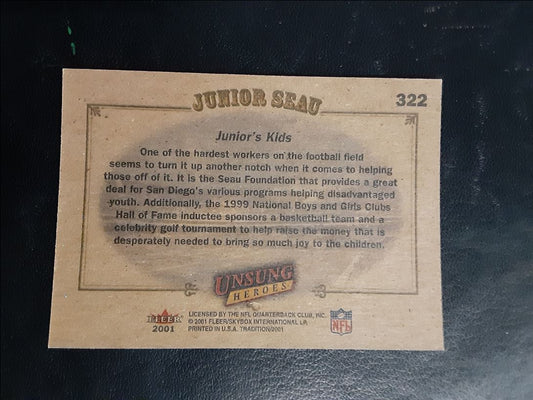 JUNIOR SEAU
322
Junior's Kids
One of the hardest workers on the football field
seems to turn it up another notch when it comes to helping
those off of it. It is the Seau Foundation that provides a great
deal for San Diego's various programs helping disadvantaged
youth. Additionally, the 1999 National Boys and Girls Clubs
Hall of Fame inductee sponsors a basketball team and a
celebrity golf tournament to help raise the money that is
desperately needed to bring so much joy to the children.
UNSUNG
HEROES
FLEER
2001
LICENSED BY THE NFL QUARTERBACK CLUB, INC.
© 2001 FLEER/SKYBOX INTERNATIONAL LP.
PRINTED IN U.S.A. TRADITION/2001
NFL